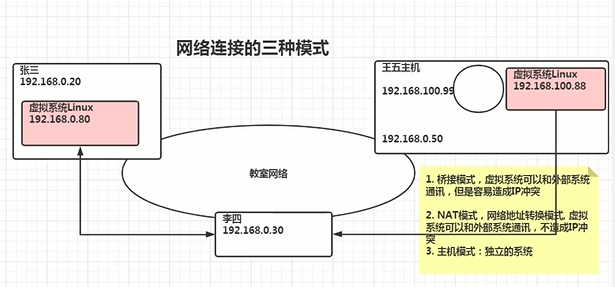 网络连接的三种模式
张三
192.168.0.20
虚拟系统Linux
192.168.0.80
王五主机
192.168.100.99
虚拟系统Linux
192.168.100.88
192.168.0.50
教室网络
李四
192.168.0.30
1. 桥接模式，虚拟系统可以和外部系统
通讯，但是容易造成IP冲突
2. NAT模式，网络地址转换模式, 虚拟
系统可以和外部系统通讯，不造成IP冲
突
3. 主机模式：独立的系统